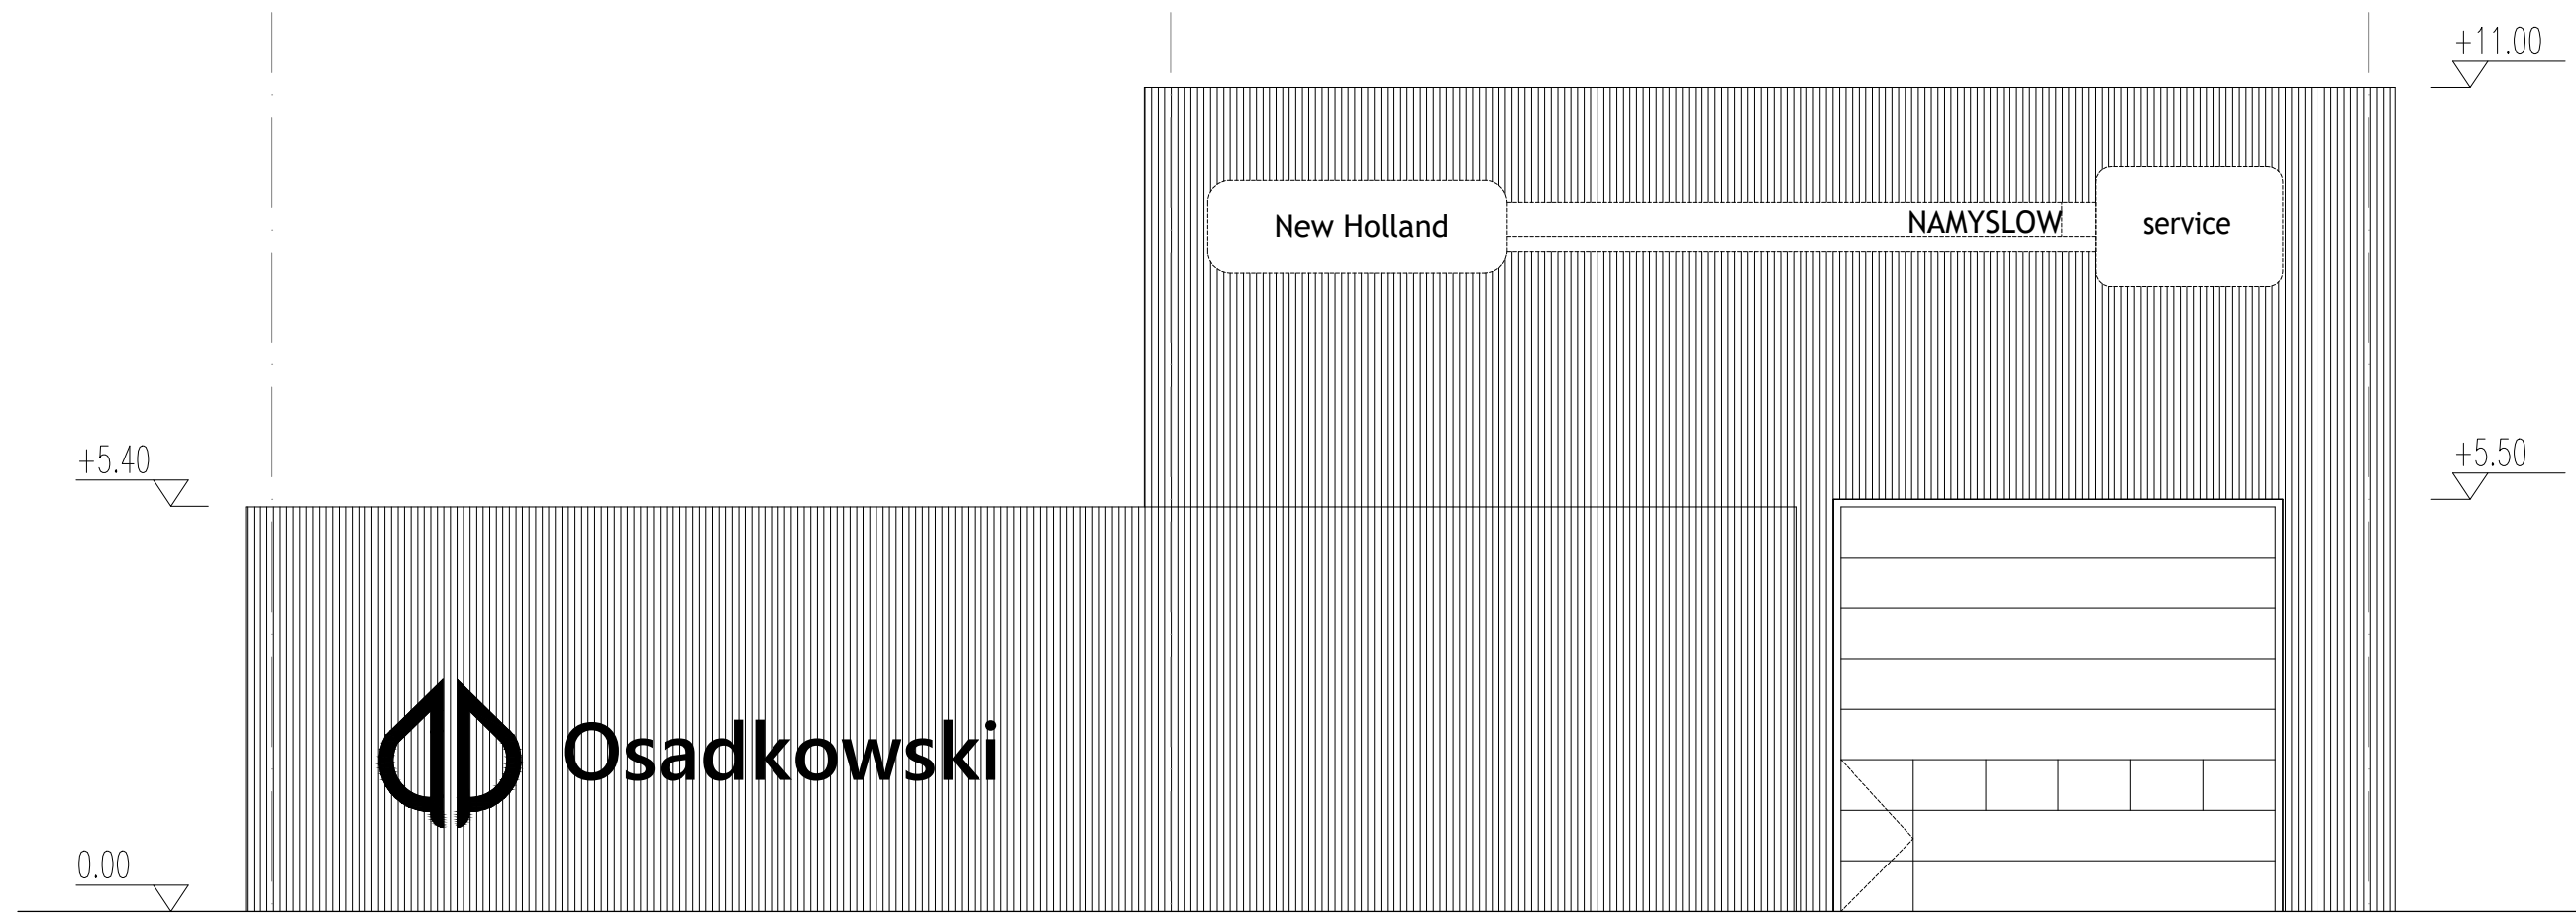 +11.00
New Holland
NAMYSLOW
service
+5.40
+5.50
Osadkowski
0.00